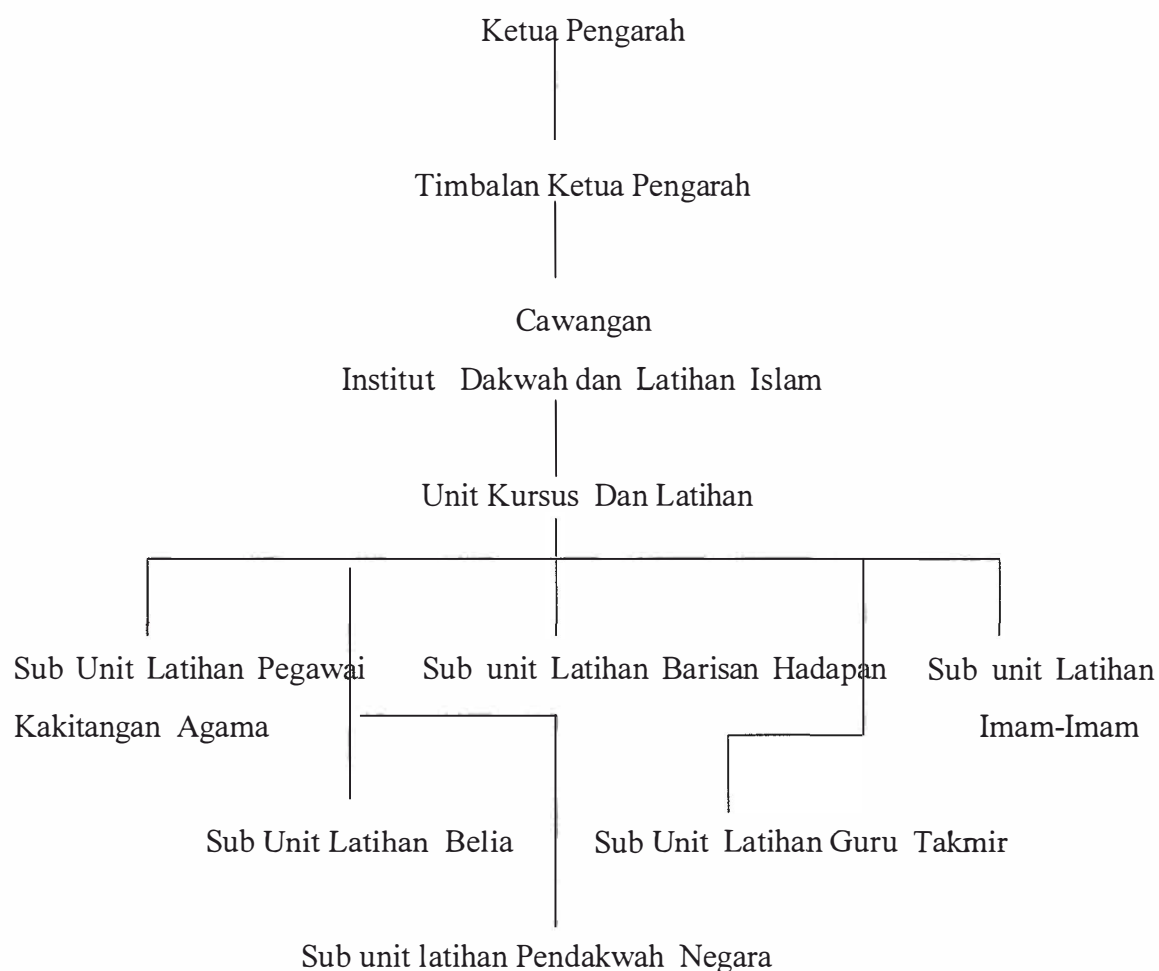 Ketua Pengarah
Timbalan Ketua Pengarah
Cawangan
Institut Dakwah dan Latihan Islam
Unit Kursus Dan Latihan
Sub Unit Latihan Pegawai
Kakitangan Agama
Sub unit Latihan Barisan Hadapan
Sub unit Latihan
Imam-Imam
Sub Unit Latihan Belia
Sub Unit Latihan Guru Takmir
Sub unit latihan Pendakwah Negara